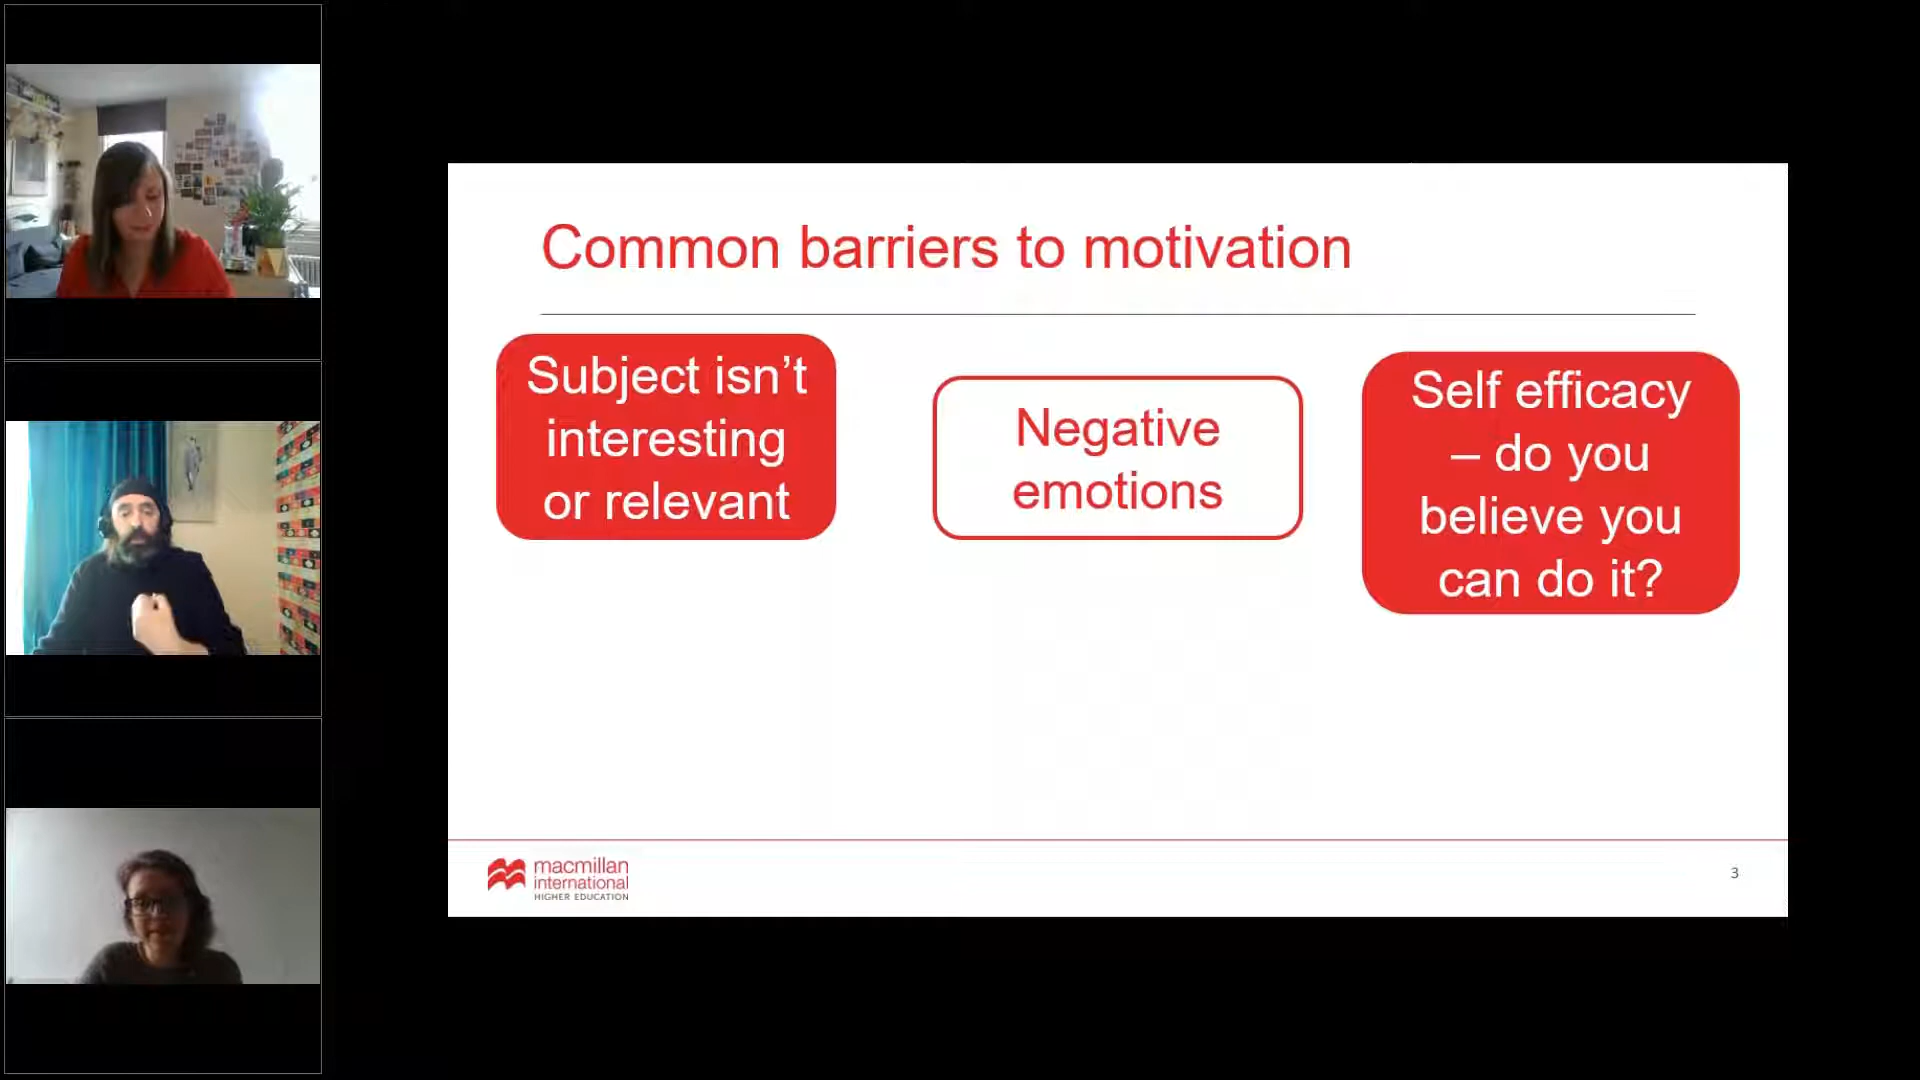 Common barriers to motivation
Subject isn’t
interesting
or relevant
Negative
emotions
Self efficacy
– do you
believe you
can do it?
macmillan
international
HIGHER EDUCATION
3